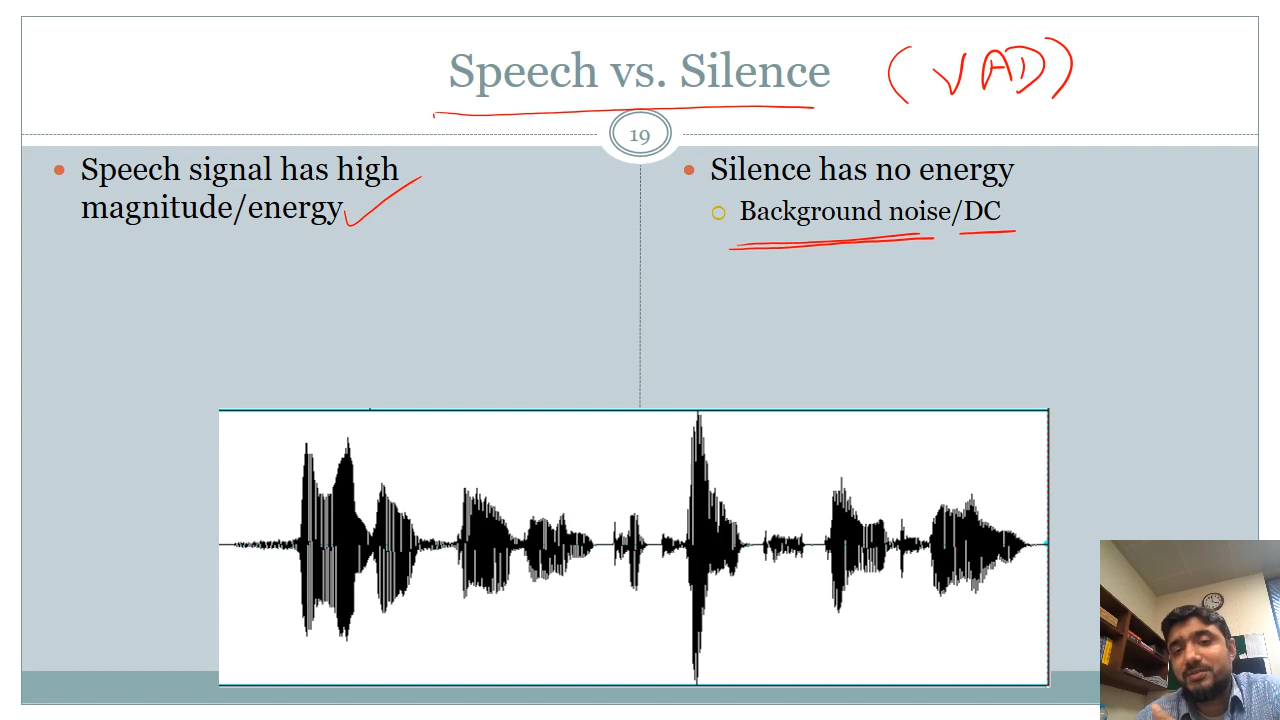 Speech vs. Silence (VAD)
19
Speech signal has high
magnitude/energy
Silence has no energy
Background noise/DC